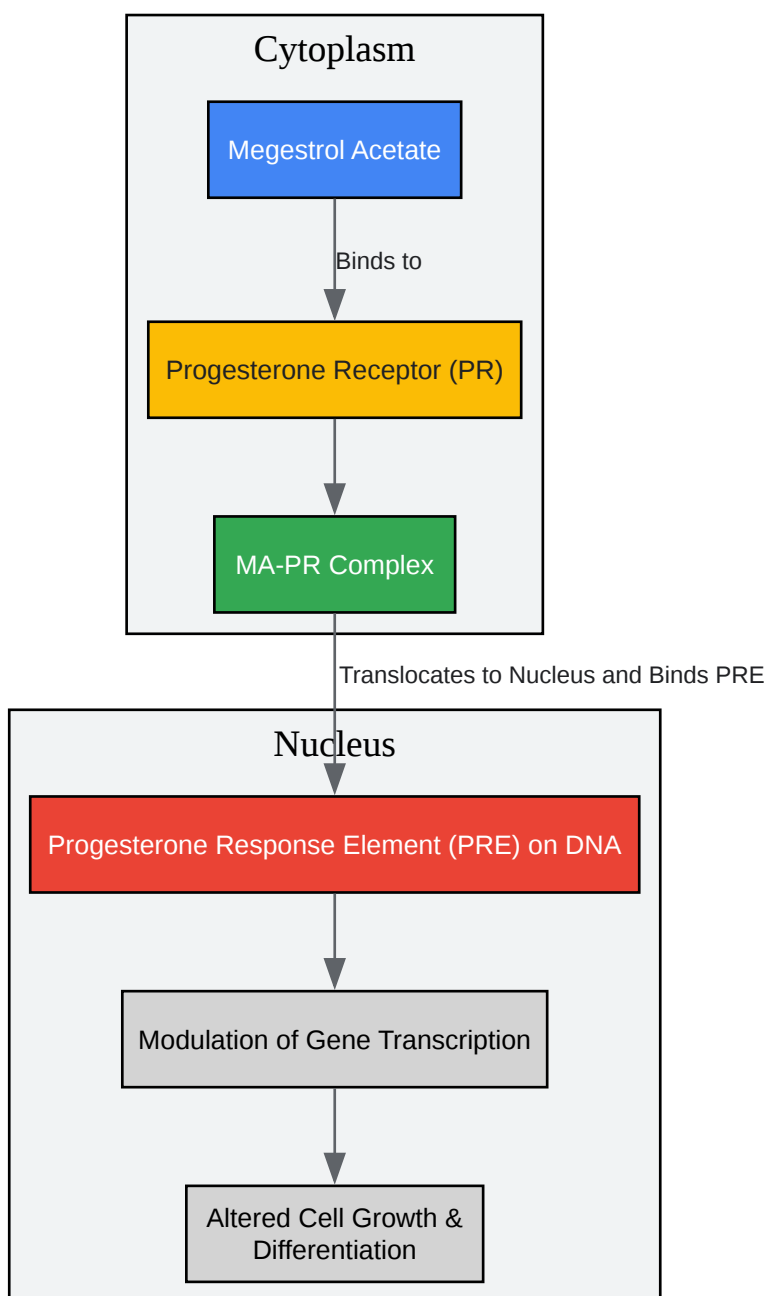 Cytoplasm
Megestrol Acetate
Binds to
Progesterone Receptor (PR)
MA-PR Complex
Translocates to Nucleus and Binds PRE
Nucleus
Progesterone Response Element (PRE) on DNA
Modulation of Gene Transcription
Altered Cell Growth &
Differentiation